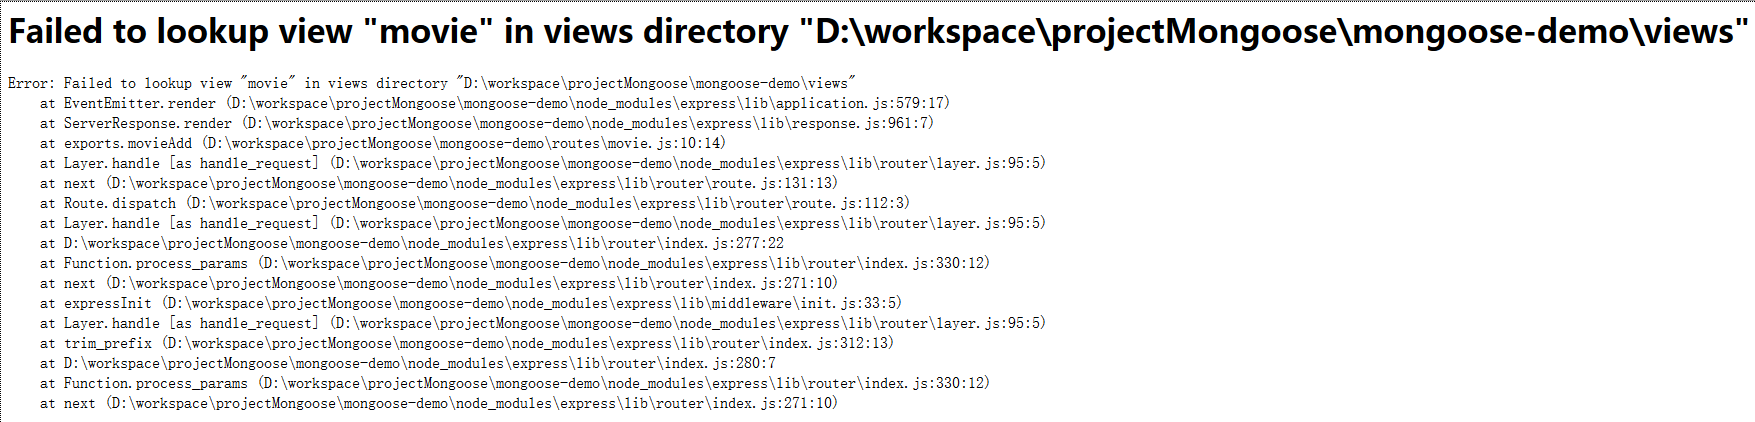 Failed to lookup view "movie" in views directory "D:\workspace\projectMongoose\mongoose-demo\views"
Error: Failed to lookup view "movie" in views directory "D:\workspace\projectMongoose\mongoose-demo\views"
at EventEmitter.render (D:\workspace\projectMongoose\mongoose-demo\node_modules\express\lib\application.js:579:17)
at ServerResponse.render (D:\workspace\projectMongoose\mongoose-demo\node_modules\express\lib\response.js:961:7)
at exports.movieAdd (D:\workspace\projectMongoose\mongoose-demo\routes\movie.js:10:14)
at Layer.handle [as handle_request] (D:\workspace\projectMongoose\mongoose-demo\node_modules\express\lib\router\layer.js:95:5)
at next (D:\workspace\projectMongoose\mongoose-demo\node_modules\express\lib\router\route.js:131:13)
at Route.dispatch (D:\workspace\projectMongoose\mongoose-demo\node_modules\express\lib\router\route.js:112:3)
at Layer.handle [as handle_request] (D:\workspace\projectMongoose\mongoose-demo\node_modules\express\lib\router\layer.js:95:5)
at D:\workspace\projectMongoose\mongoose-demo\node_modules\express\lib\router\index.js:277:22
at Function.process_params (D:\workspace\projectMongoose\mongoose-demo\node_modules\express\lib\router\index.js:330:12)
at next (D:\workspace\projectMongoose\mongoose-demo\node_modules\express\lib\router\index.js:271:10)
at expressInit (D:\workspace\projectMongoose\mongoose-demo\node_modules\express\lib\middleware\init.js:33:5)
at Layer.handle [as handle_request] (D:\workspace\projectMongoose\mongoose-demo\node_modules\express\lib\router\layer.js:95:5)
at trim_prefix (D:\workspace\projectMongoose\mongoose-demo\node_modules\express\lib\router\index.js:312:13)
at D:\workspace\projectMongoose\mongoose-demo\node_modules\express\lib\router\index.js:280:7
at Function.process_params (D:\workspace\projectMongoose\mongoose-demo\node_modules\express\lib\router\index.js:330:12)
at next (D:\workspace\projectMongoose\mongoose-demo\node_modules\express\lib\router\index.js:271:10)